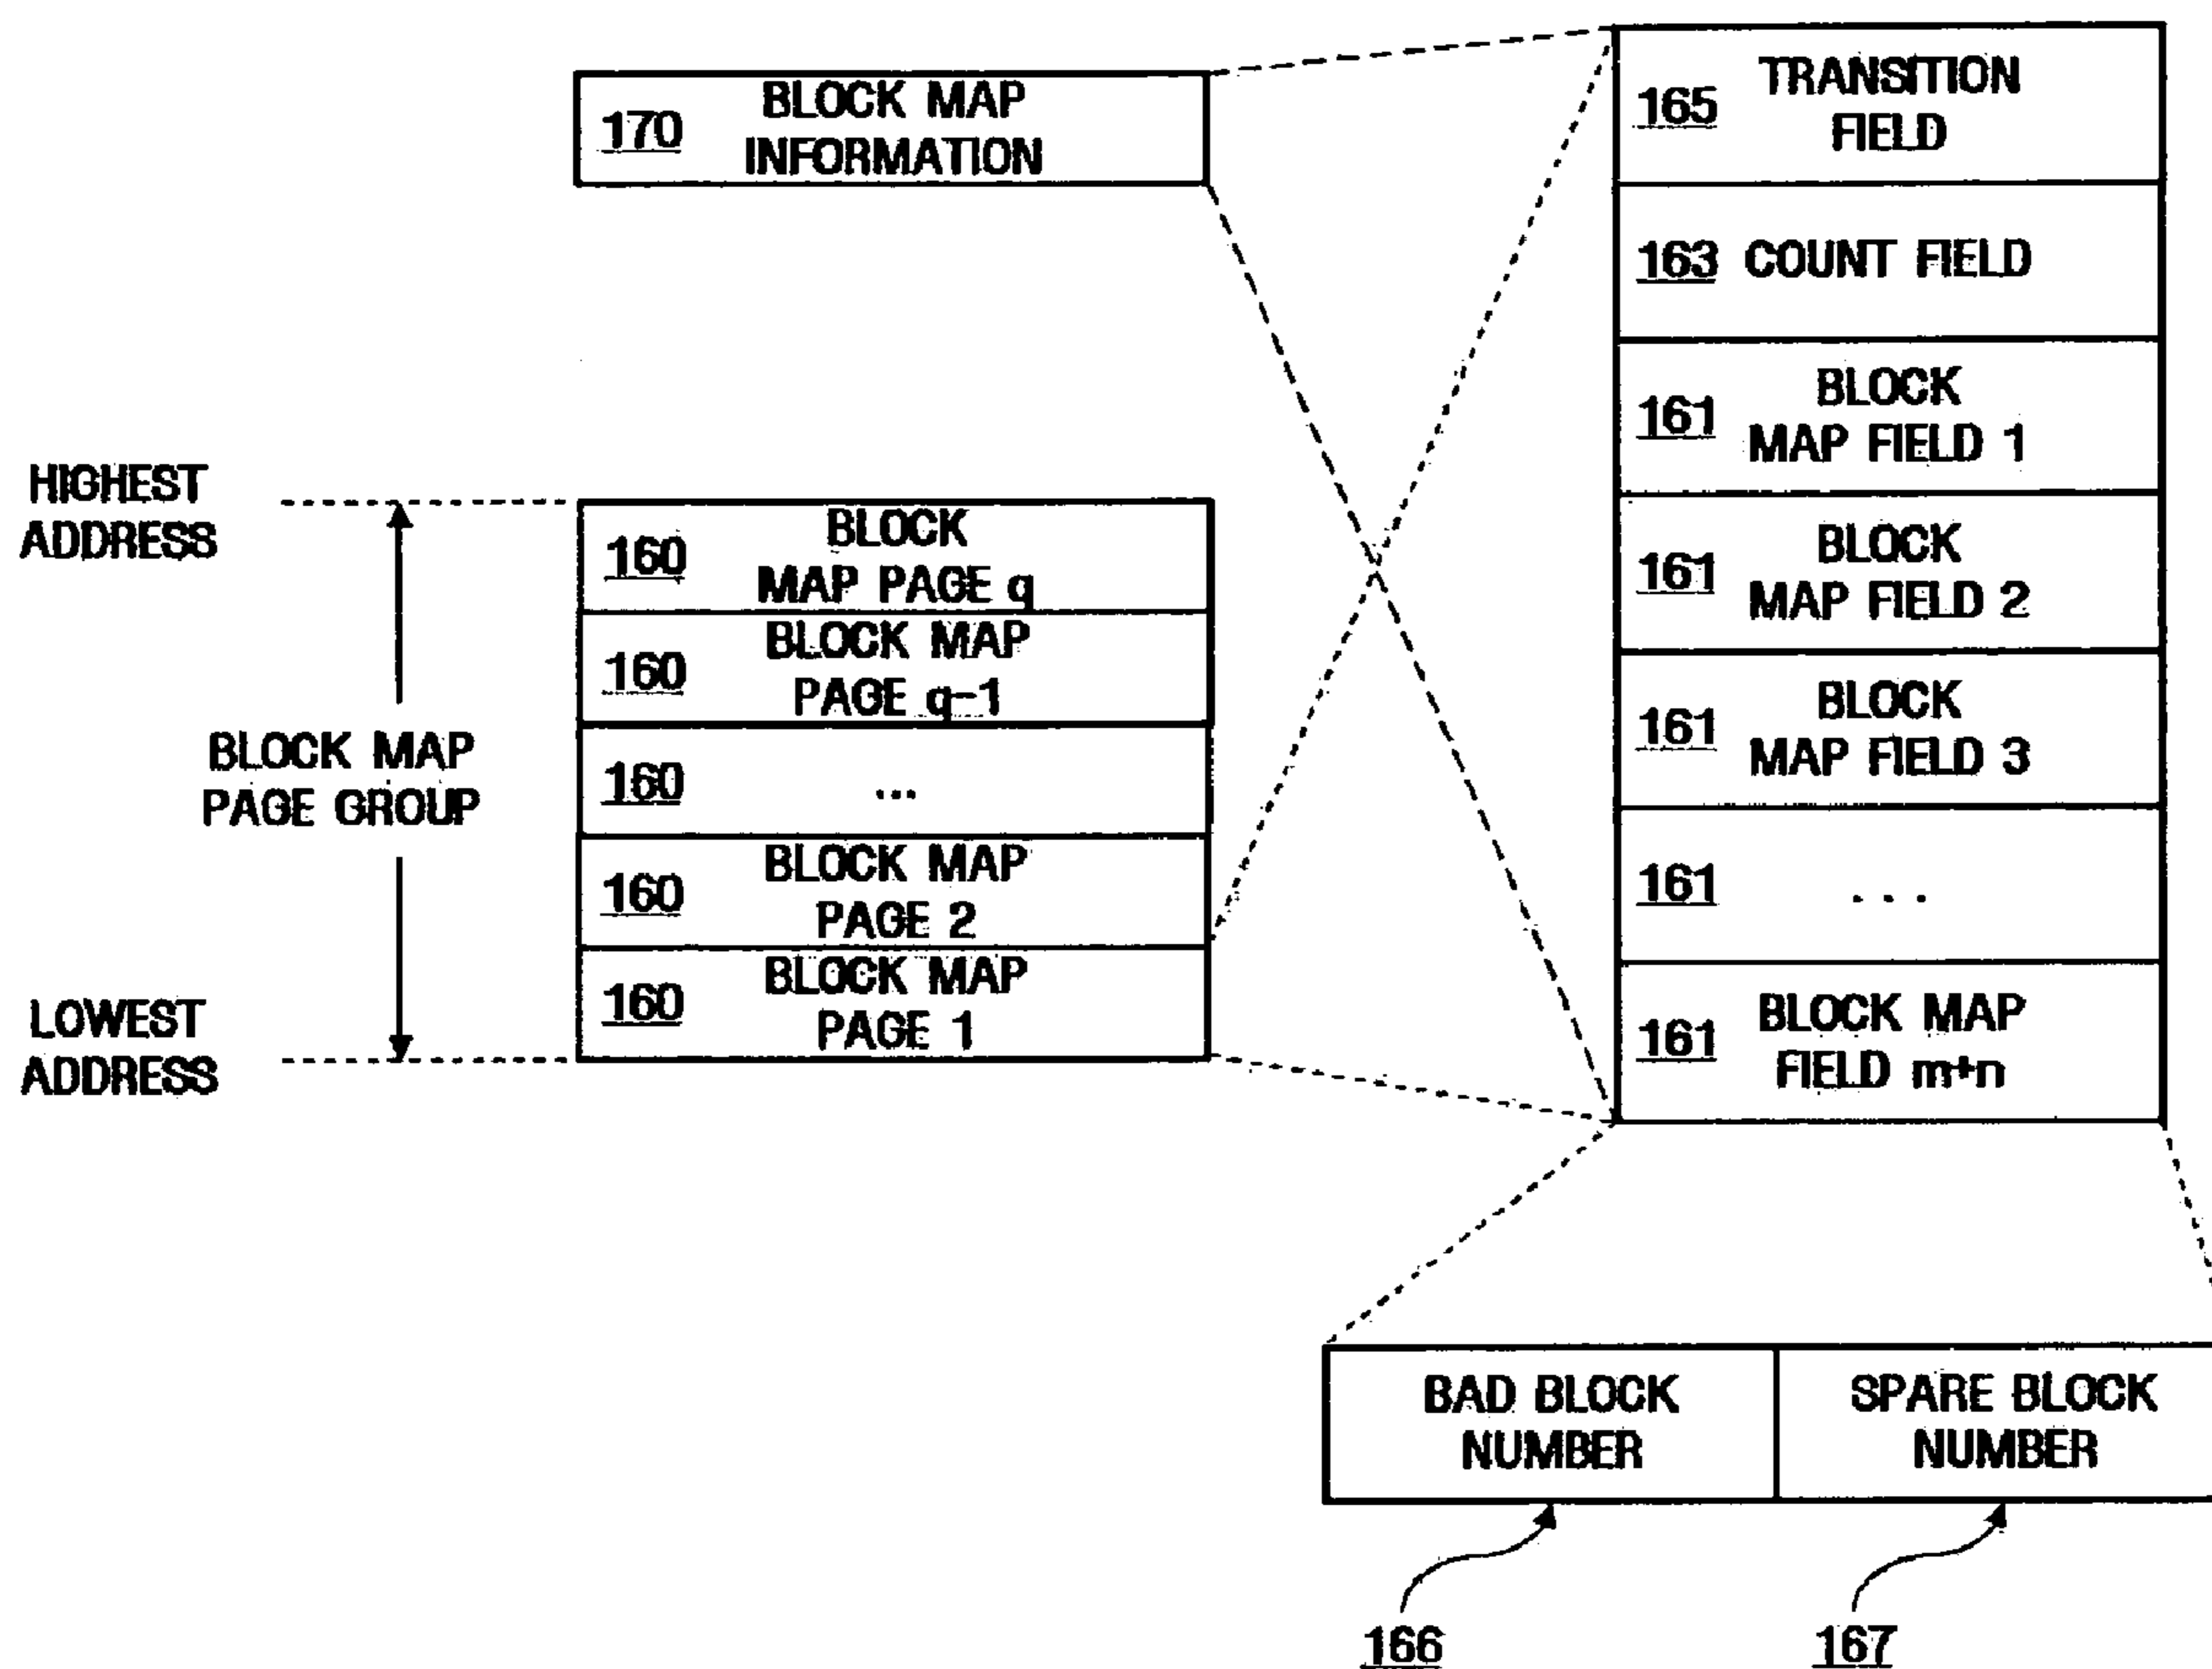 170 BLOCK MAP
INFORMATION
HIGHEST
ADDRESS
BLOCK MAP
PAGE GROUP
LOWEST
ADDRESS
160 BLOCK
MAP PAGE q
160 BLOCK MAP
PAGE q-1
160 ...
160 BLOCK MAP
PAGE 2
160 BLOCK MAP
PAGE 1
165 TRANSITION
FIELD
163 COUNT FIELD
161 BLOCK
MAP FIELD 1
161 BLOCK
MAP FIELD 2
161 BLOCK
MAP FIELD 3
161 ...
161 BLOCK MAP
FIELD m+n
BAD BLOCK
NUMBER
SPARE BLOCK
NUMBER
166
167